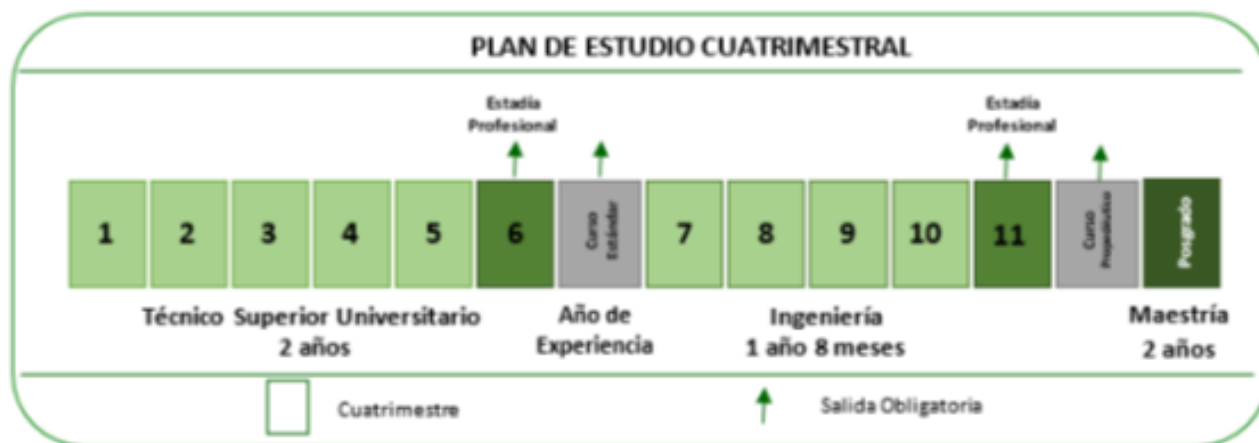 PLAN DE ESTUDIO CUATRIMESTRAL
Estadía
Profesional
Estadía
Profesional
1
2
3
4
5
6
Curso
Estándar
7
8
9
10
11
Curso
Propedéutico
Posgrado
Técnico Superior Universitario
2 años
Año de
Experiencia
Ingeniería
1 año 8 meses
Maestría
2 años
Cuatrimestre
Salida Obligatoria